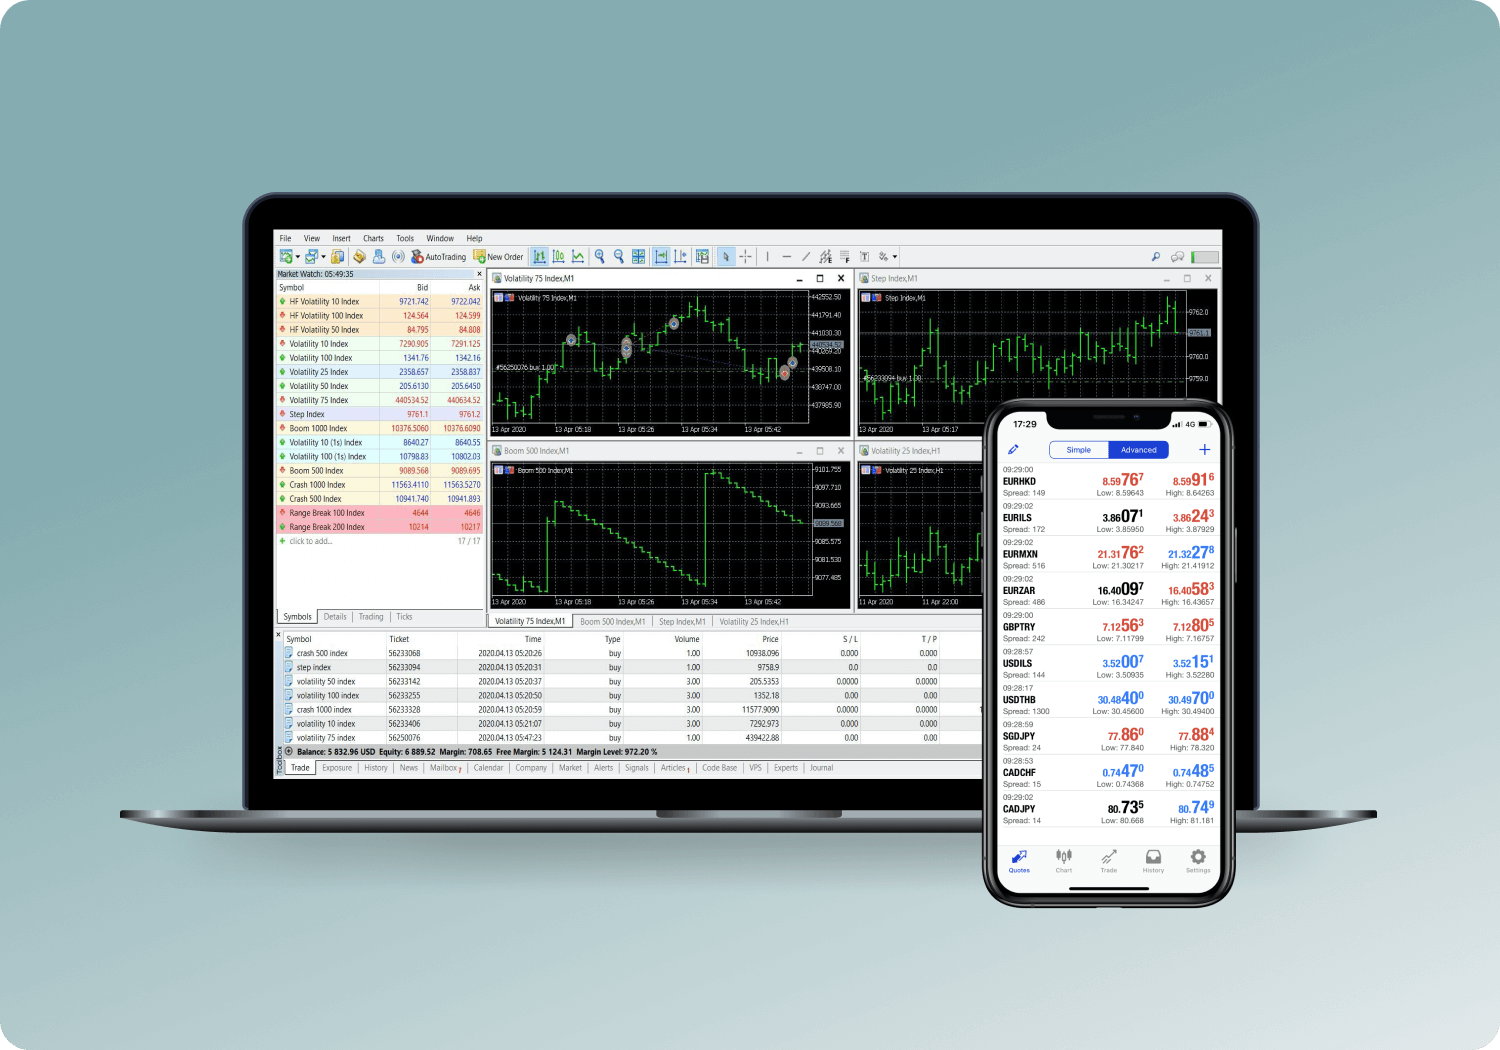 File View Insert Charts Tools Window Help
AutoTrading New Order
Market Watch: 05:49:35
Symbol Bid Ask
HF Volatility 10 Index 9721.742 9722.042
HF Volatility 100 Index 124.564 124.599
HF Volatility 50 Index 84.795 84.808
Volatility 10 Index 7290.905 7291.125
Volatility 100 Index 1341.76 1342.16
Volatility 25 Index 2358.657 2358.837
Volatility 50 Index 205.6130 205.6450
Volatility 75 Index 440534.52 440634.52
Step Index 9761.1 9761.2
Boom 1000 Index 10376.5060 10376.6090
Volatility 10 (1s) Index 8640.27 8640.55
Volatility 100 (1s) Index 10798.83 10802.03
Boom 500 Index 9089.568 9089.695
Crash 1000 Index 11563.4110 11563.5270
Crash 500 Index 10941.740 10941.893
Range Break 100 Index 4644 4646
Range Break 200 Index 10214 10217
click to add... 17 / 17
Symbols Details Trading Ticks
Volatility 75 Index,M1
Volatility 75 Index,M1
442552.50
441791.40
441030.30
440534.52
440269.20
439508.10
430747.00
437985.90
#56250076 buy 1.00
13 Apr 2020 13 Apr 05:18 13 Apr 05:26 13 Apr 05:34 13 Apr 05:42
Step Index,M1
Step Index,M1
9762.0
9761.1
9760.0
9759.0
#56233094 buy 1.00
13 Apr 2020 13 Apr 05:17
Boom 500 Index,M1
Boom 500 Index,M1
9101.755
9097.710
9093.665
9089.568
9085.575
9081.530
9077.485
13 Apr 2020 13 Apr 05:18 13 Apr 05:26 13 Apr 05:34 13 Apr 05:42
Volatility 25 Index,H1
Volatility 25 Index,H1
11 Apr 2020 11 Apr 22:00
Volatility 75 Index,M1 Boom 500 Index,M1 Step Index,M1 Volatility 25 Index,H1
Symbol Ticket Time Type Volume Price S / L T / P
crash 500 index 56233068 2020.04.13 05:20:26 buy 1.00 10938.096 0.000 0.000
step index 56233094 2020.04.13 05:20:31 buy 1.00 9758.9 0.0 0.0
volatility 50 index 56233142 2020.04.13 05:20:37 buy 3.00 205.5353 0.0000 0.0000
volatility 100 index 56233255 2020.04.13 05:20:50 buy 3.00 1352.18 0.00 0.00
crash 1000 index 56233328 2020.04.13 05:20:59 buy 1.00 11577.9090 0.0000 0.0000
volatility 10 index 56233406 2020.04.13 05:21:07 buy 3.00 7292.973 0.000 0.000
volatility 75 index 56250076 2020.04.13 05:47:23 buy 1.00 439422.88 0.00 0.00
Balance: 5 832.96 USD Equity: 6 889.52 Margin: 708.65 Free Margin: 5 124.31 Margin Level: 972.20 %
Toolbox
Trade Exposure History News Mailbox 7 Calendar Company Market Alerts Signals Articles 1 Code Base VPS Experts Journal
17:29 4G
Simple Advanced
09:29:00
EURHKD 8.59767 8.59916
Spread: 149 Low: 8.59643 High: 8.64263
09:29:02
EURILS 3.86071 3.86243
Spread: 172 Low: 3.85950 High: 3.87929
09:29:02
EURMXN 21.31762 21.32278
Spread: 516 Low: 21.30217 High: 21.41912
09:29:02
EURZAR 16.40097 16.40583
Spread: 486 Low: 16.34247 High: 16.43657
09:29:00
GBPTRY 7.12563 7.12805
Spread: 242 Low: 7.11799 High: 7.16757
09:28:57
USDILS 3.52007 3.52151
Spread: 144 Low: 3.50935 High: 3.52280
09:28:17
USDTHB 30.48400 30.49700
Spread: 1300 Low: 30.45600 High: 30.49400
09:28:59
SGDJPY 77.860 77.884
Spread: 24 Low: 77.840 High: 78.320
09:28:53
CADCHF 0.74470 0.74485
Spread: 15 Low: 0.74368 High: 0.74752
09:29:02
CADJPY 80.735 80.749
Spread: 14 Low: 80.668 High: 81.181
Quotes Chart Trade History Settings